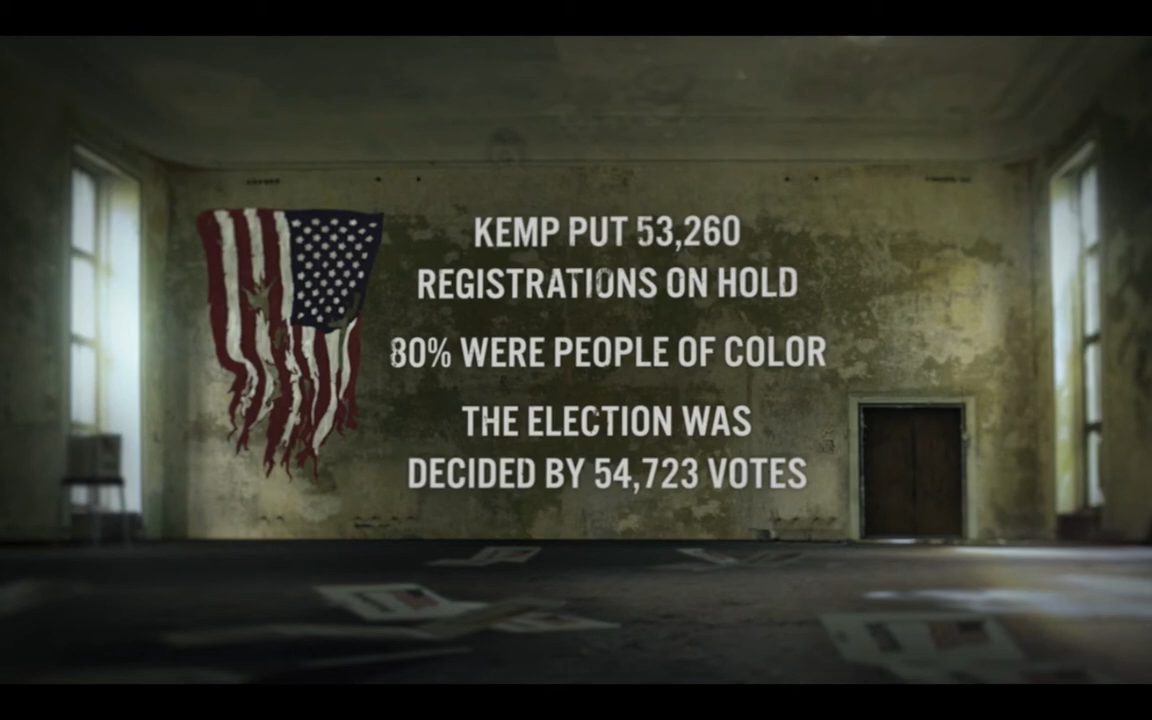 KEMP PUT 53,260
REGISTRATIONS ON HOLD
80% WERE PEOPLE OF COLOR
THE ELECTION WAS
DECIDED BY 54,723 VOTES